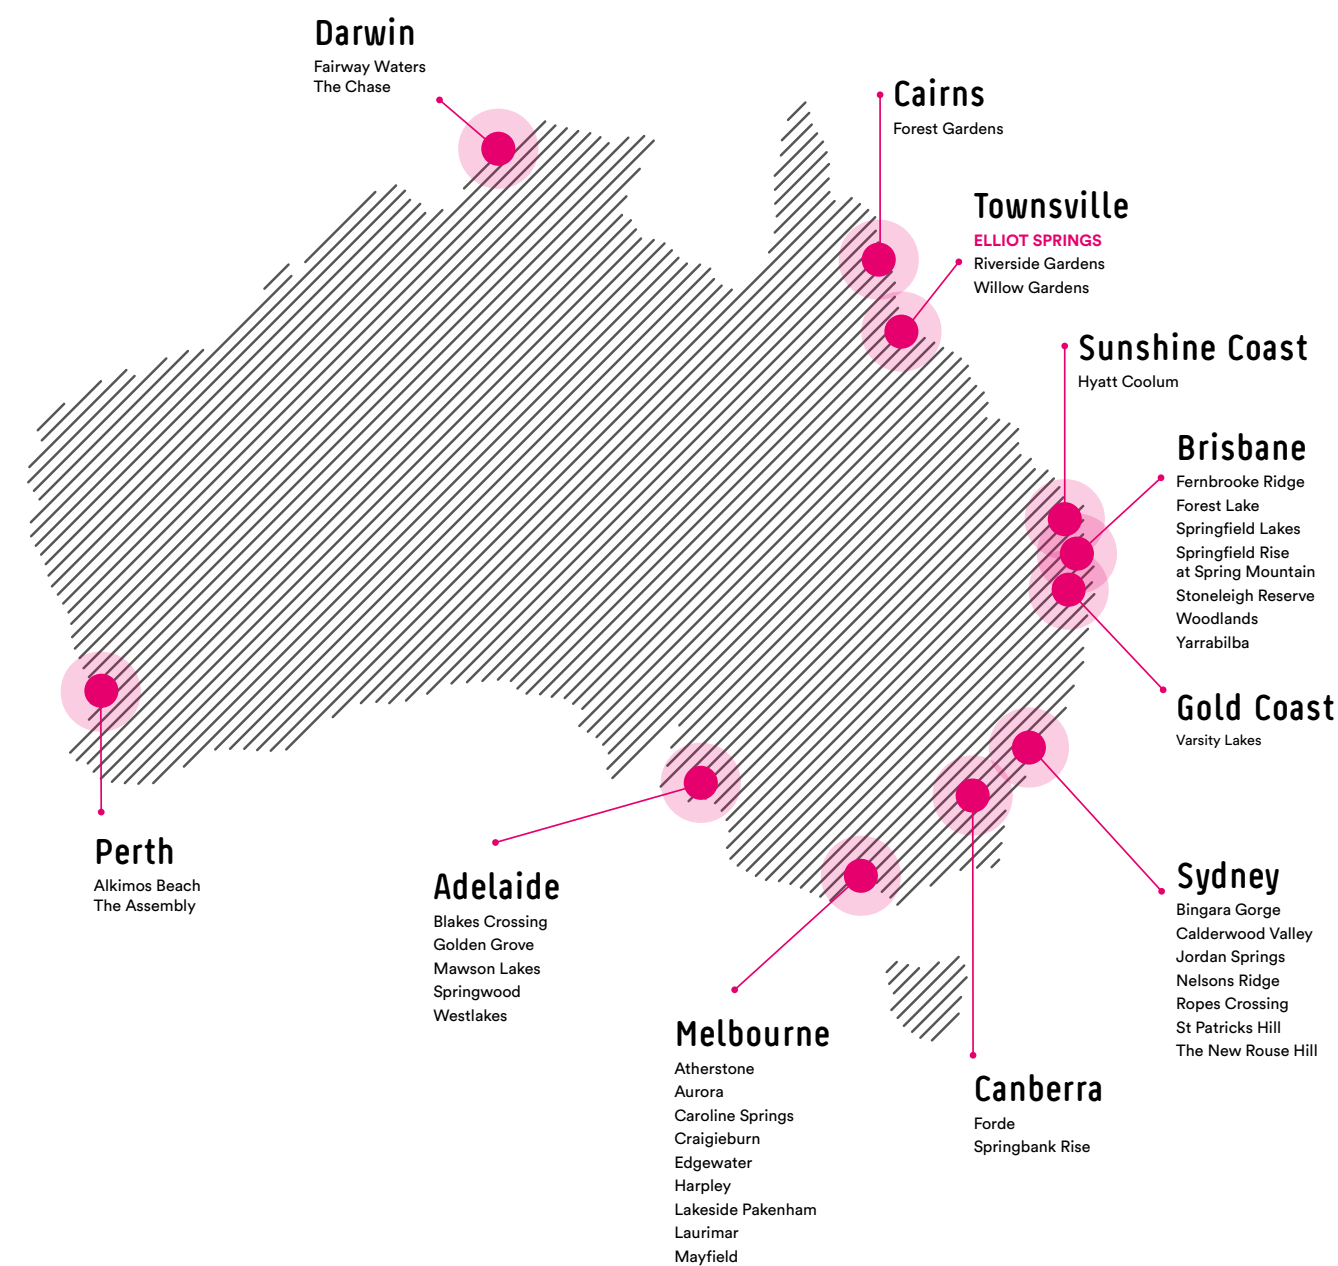 Darwin
Fairway Waters
The Chase
Cairns
Forest Gardens
Townsville
ELLIOT SPRINGS
Riverside Gardens
Willow Gardens
Sunshine Coast
Hyatt Coolum
Brisbane
Fernbrooke Ridge
Forest Lake
Springfield Lakes
Springfield Rise
at Spring Mountain
Stoneleigh Reserve
Woodlands
Yarrabilba
Gold Coast
Varsity Lakes
Perth
Alkimos Beach
The Assembly
Adelaide
Blakes Crossing
Golden Grove
Mawson Lakes
Springwood
Westlakes
Sydney
Bingara Gorge
Calderwood Valley
Jordan Springs
Nelsons Ridge
Ropes Crossing
St Patricks Hill
The New Rouse Hill
Melbourne
Atherstone
Aurora
Caroline Springs
Craigieburn
Edgewater
Harpley
Lakeside Pakenham
Laurimar
Mayfield
Canberra
Forde
Springbank Rise